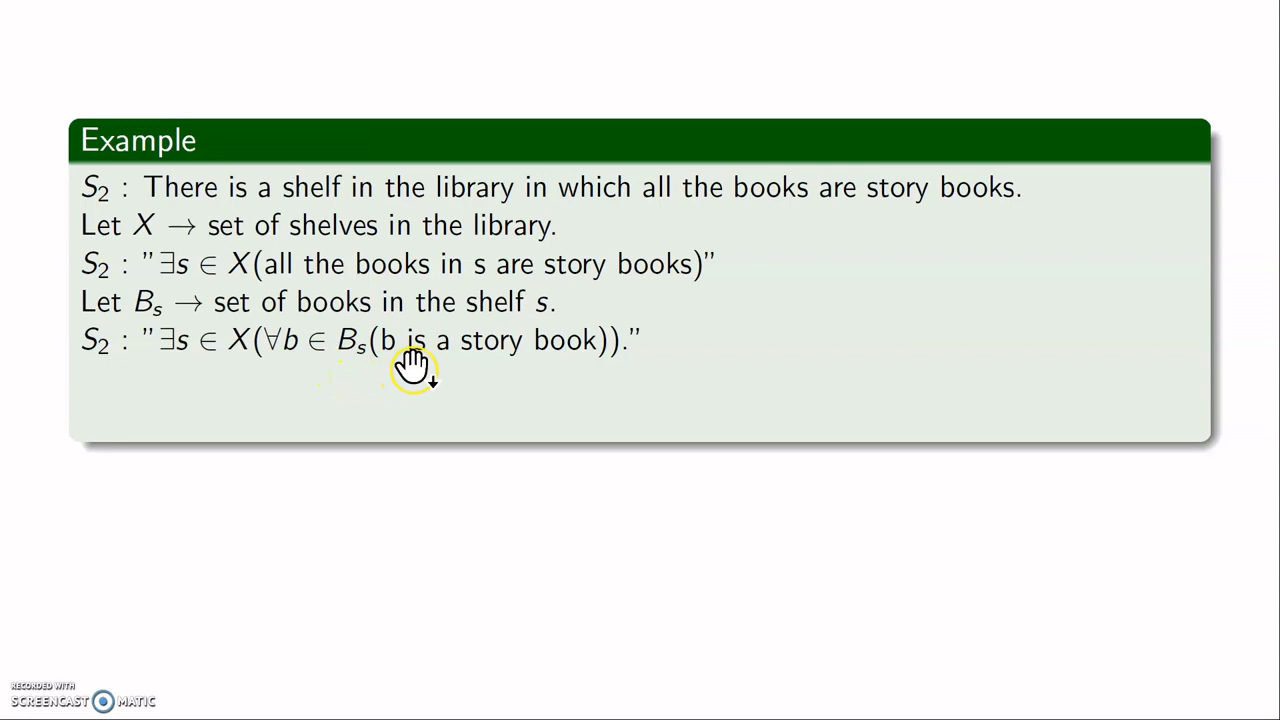 Example
S₂ : There is a shelf in the library in which all the books are story books.
Let X → set of shelves in the library.
S₂ : "∃s ∈ X(all the books in s are story books)"
Let Bₛ → set of books in the shelf s.
S₂ : "∃s ∈ X(∀b ∈ Bₛ(b is a story book))."
RECORDED WITH
SCREENCAST MATIC